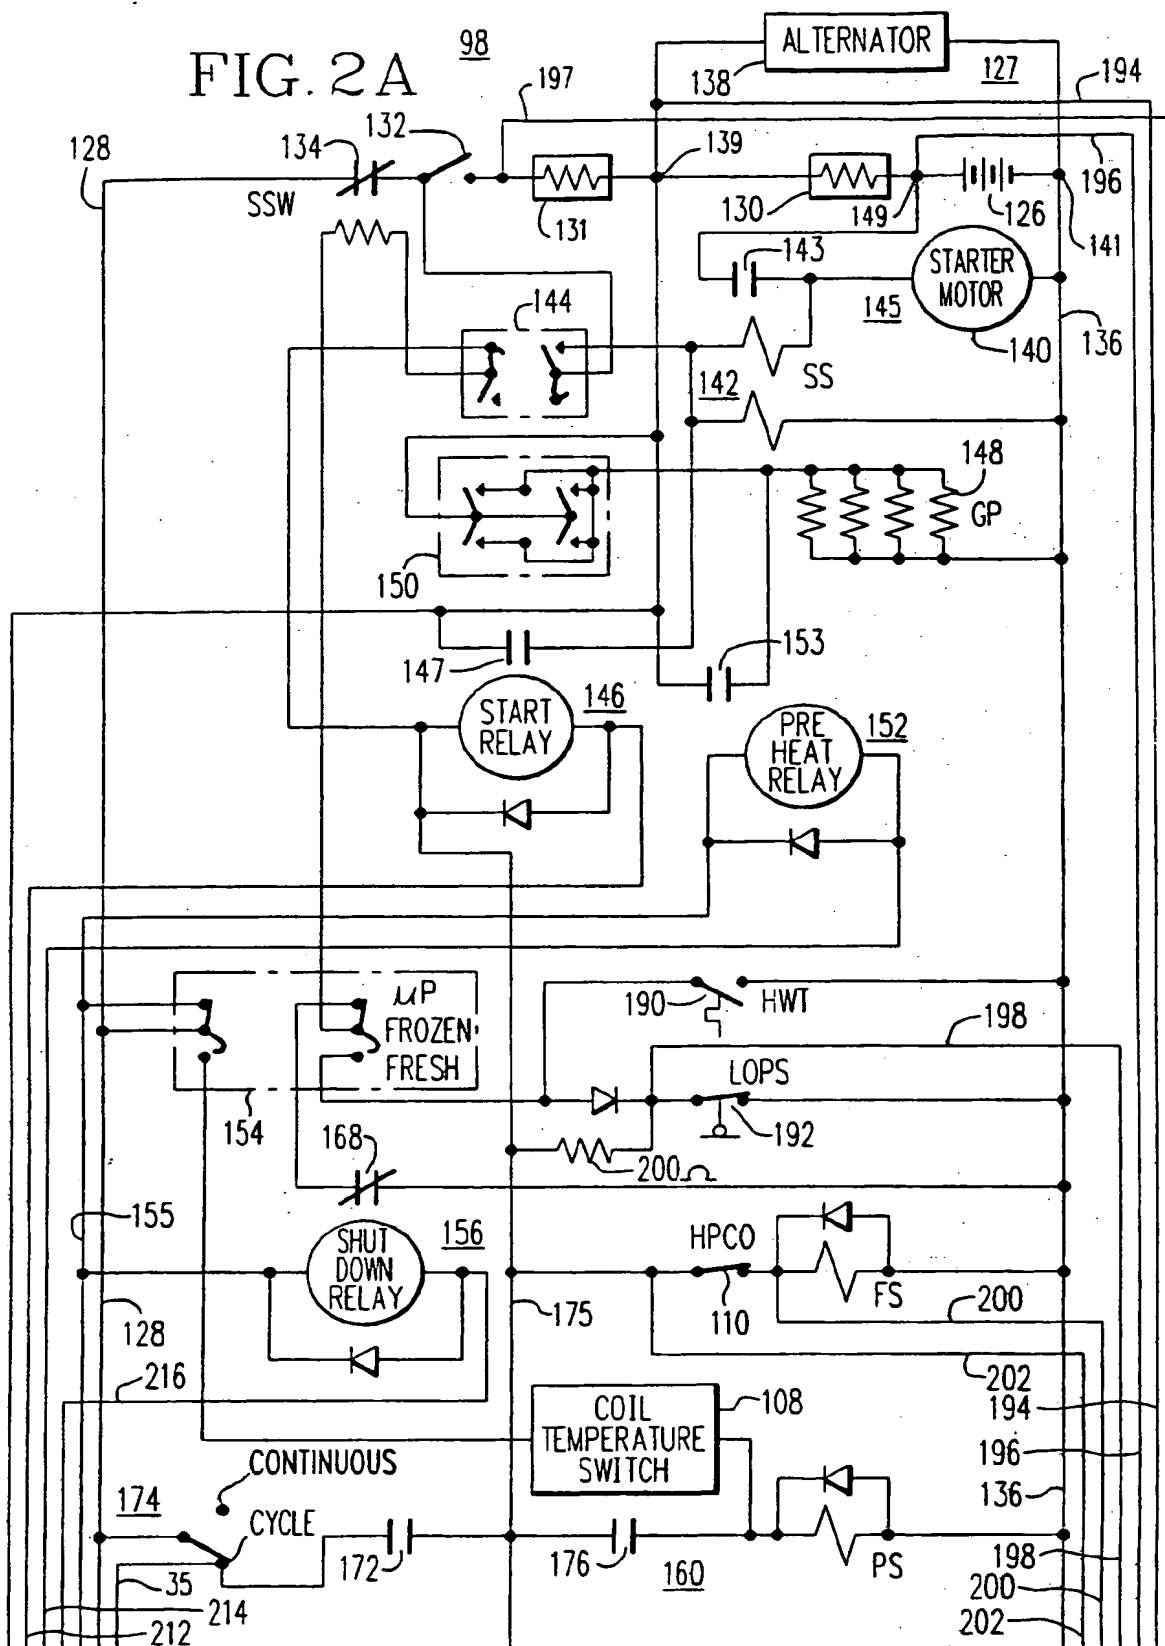 FIG. 2A
98
ALTERNATOR
138
127
194
197
128
134
132
SSW
131
139
130
149
126
196
141
143
STARTER
MOTOR
145
140
136
144
SS
142
148
GP
150
147
153
START
RELAY
146
PRE
HEAT
RELAY
152
μP
FROZEN
FRESH
154
190
HWT
198
LOPS
192
168
200Ω
155
SHUT
DOWN
RELAY
156
HPCO
110
FS
200
128
175
202
216
194
COIL
TEMPERATURE
SWITCH
108
CONTINUOUS
174
CYCLE
196
136
172
176
160
PS
198
35
214
212
200
202